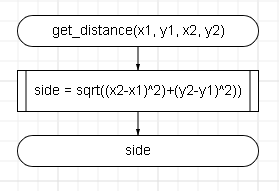 get_distance(x1, y1, x2, y2)
side = sqrt((x2-x1)^2)+(y2-y1)^2))
side